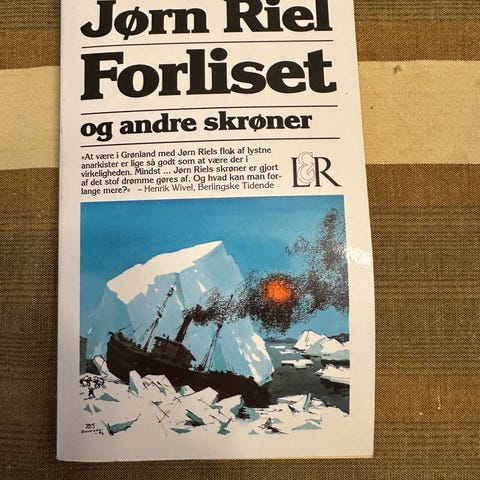 Jørn Riel
Forliset
og andre skrøner
»At være i Grønland med Jørn Riels flok af lystne
anarkister er lige så godt som at være der i
virkeligheden. Mindst ... Jørn Riels skrøner er gjort
af det stof drømme gøres af. Og hvad kan man for-
lange mere?« – Henrik Wivel, Berlingske Tidende
L&R